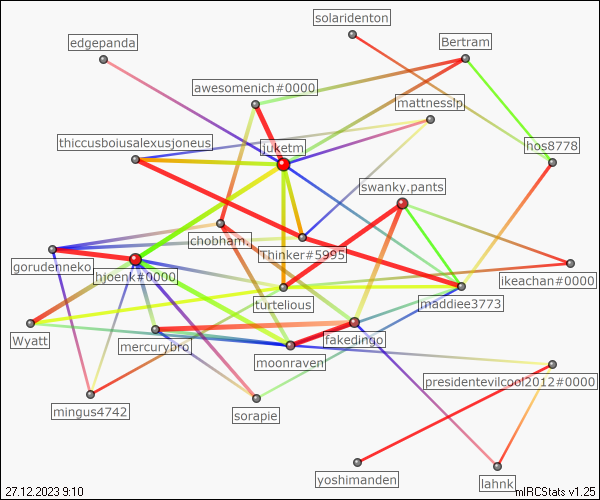 solaridenton
edgepanda
Bertram
awesomenich#0000
mattnesslp
thiccusboiusalexusjoneus
juketm
hos8778
swanky.pants
chobham.
Thinker#5995
gorudenneko
hjoenk#0000
ikeachan#0000
turtelious
maddiee3773
Wyatt
mercurybro
fakedingo
moonraven
presidentevilcool2012#0000
mingus4742
sorapie
yoshimanden
lahnk
27.12.2023 9:10
mIRCStats v1.25